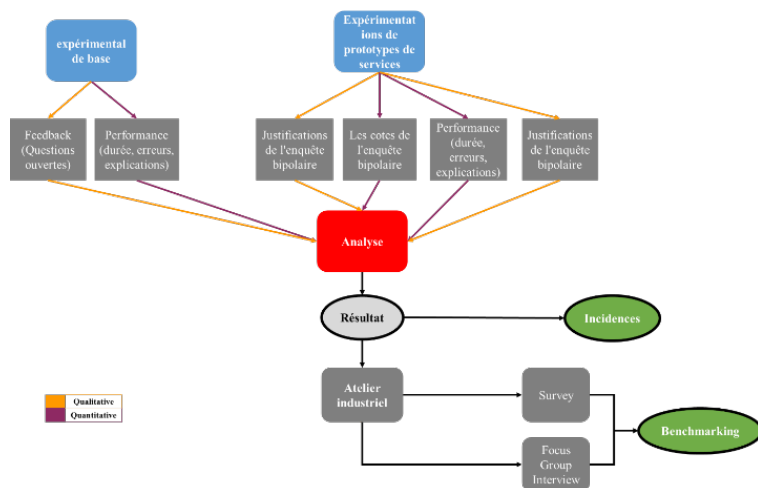 expérimental
de base
Expérimentat
ions de
prototypes de
services
Feedback
(Questions
ouvertes)
Performance
(durée, erreurs,
explications)
Justifications
de l'enquête
bipolaire
Les cotes de
l'enquête
bipolaire
Performance
(durée,
erreurs,
explications)
Justifications
de l'enquête
bipolaire
Analyse
Résultat
Incidences
Atelier
industriel
Survey
Qualitative
Quantitative
Benchmarking
Focus
Group
Interview